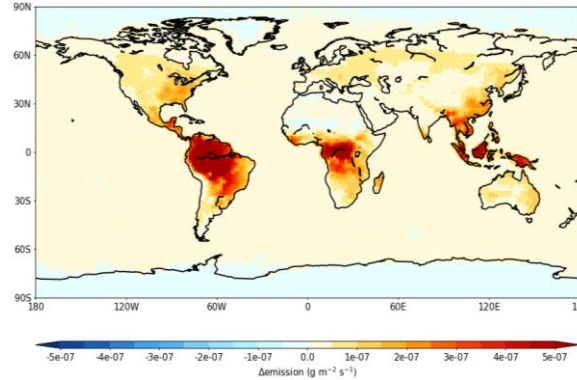 90N
60N
30N
0
30S
60S
90S
180 120W 60W 0 60E 120E
-5e-07 -4e-07 -3e-07 -2e-07 -1e-07 0.0 1e-07 2e-07 3e-07 4e-07 5e-07
Δemission (g m⁻² s⁻¹)